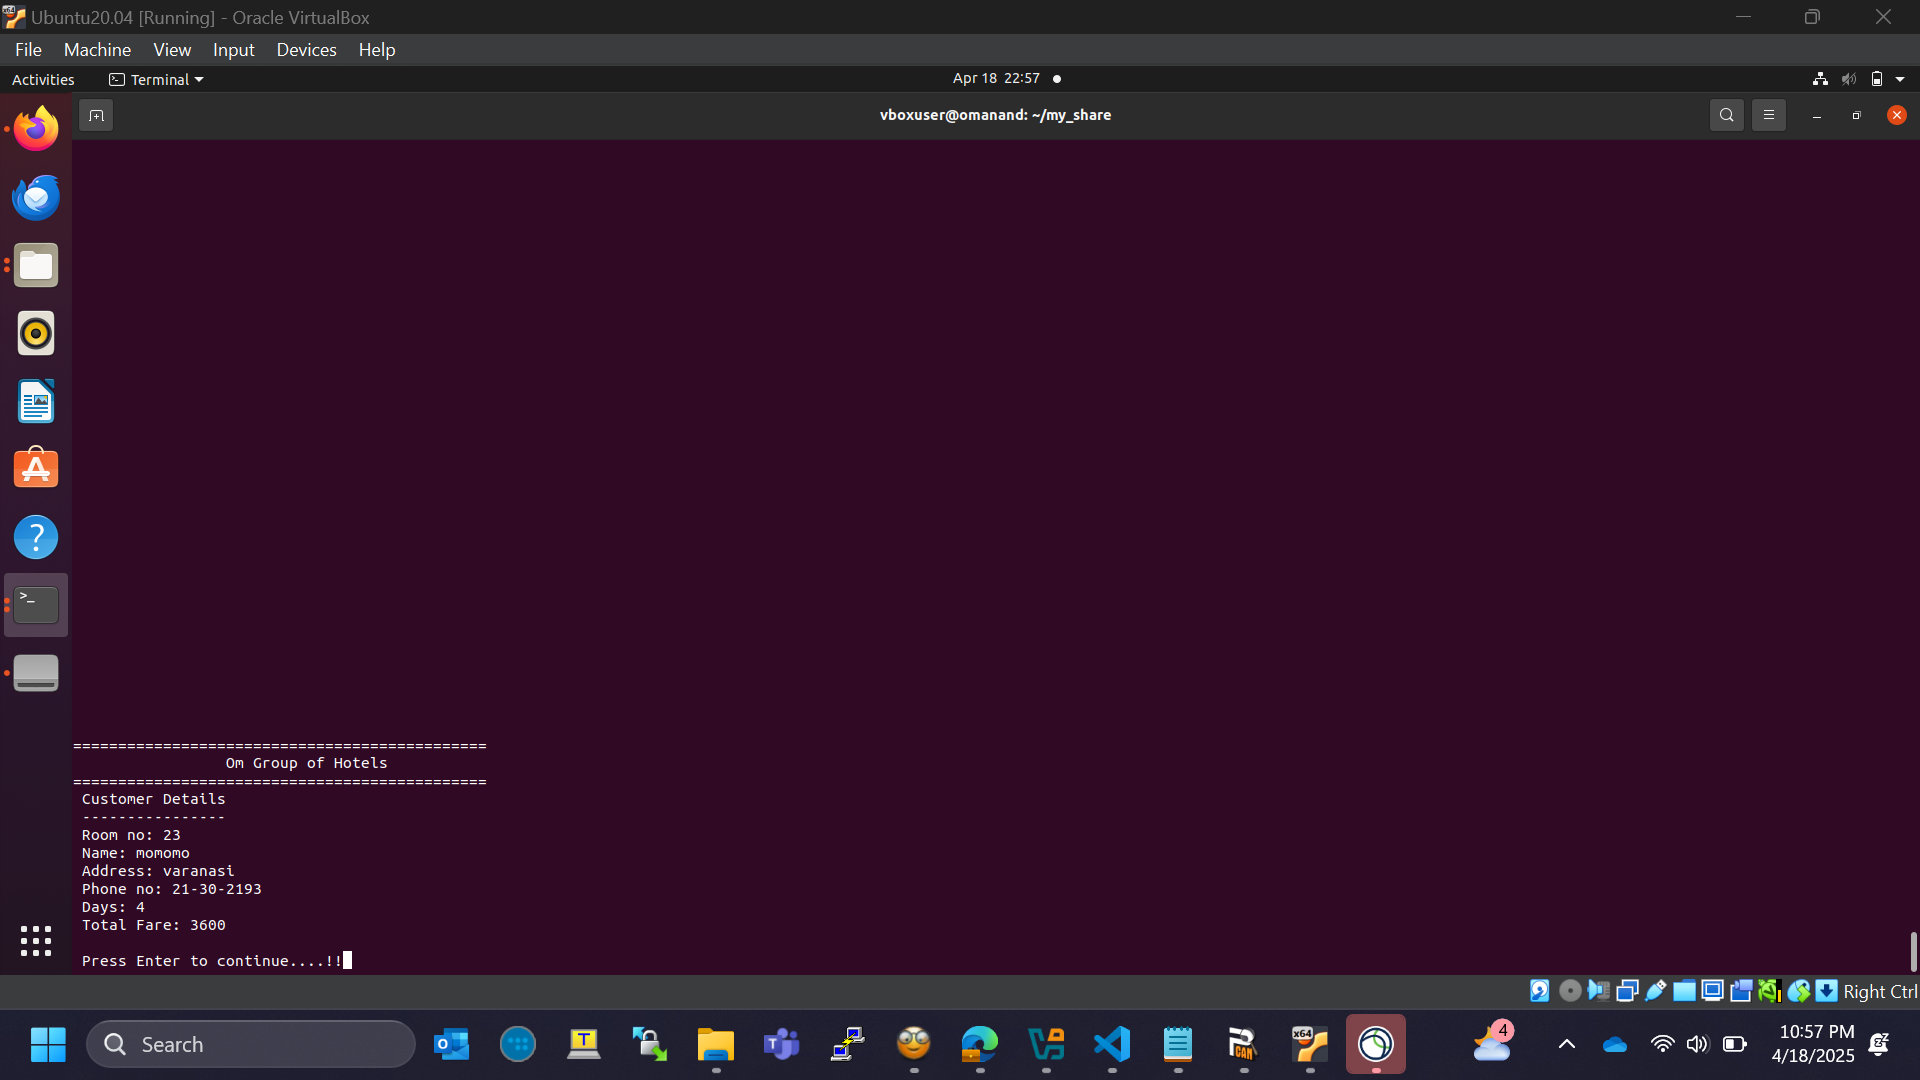 Ubuntu20.04 [Running] - Oracle VirtualBox
File Machine View Input Devices Help
Activities Terminal Apr 18 22:57
vboxuser@omanand: ~/my_share
==============================================
Om Group of Hotels
==============================================
Customer Details
----------------
Room no: 23
Name: momomo
Address: varanasi
Phone no: 21-30-2193
Days: 4
Total Fare: 3600
Press Enter to continue....!!
Right Ctrl
Search
4
10:57 PM
4/18/2025